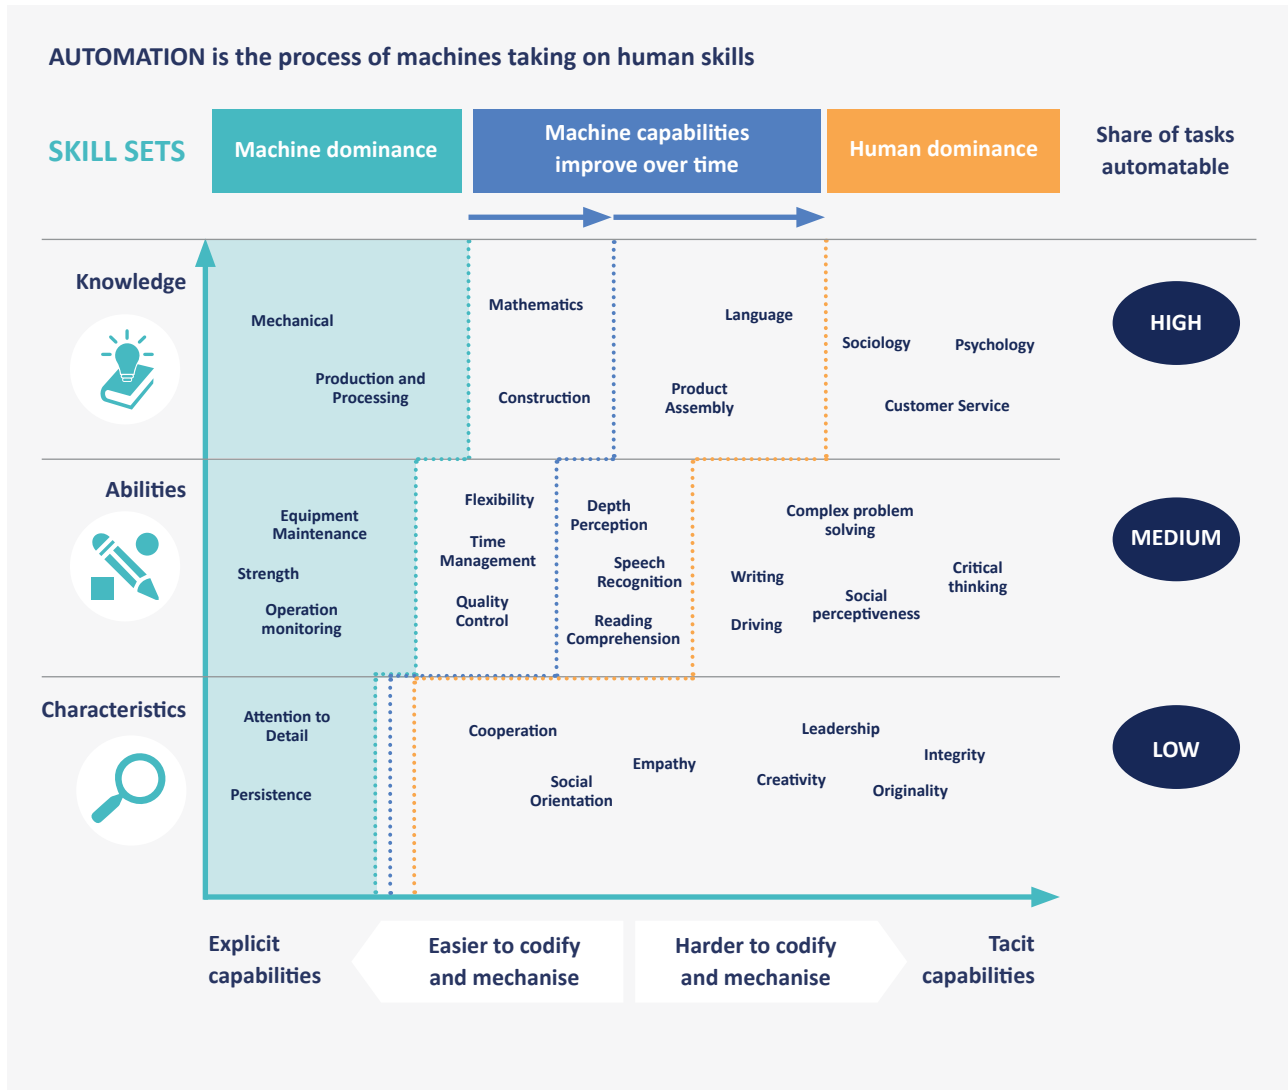 AUTOMATION is the process of machines taking on human skills
SKILL SETS
Machine dominance
Machine capabilities
improve over time
Human dominance
Share of tasks
automatable
Knowledge
Mechanical
Production and
Processing
Mathematics
Construction
Language
Product
Assembly
Sociology
Psychology
Customer Service
HIGH
Abilities
Equipment
Maintenance
Strength
Operation
monitoring
Flexibility
Time
Management
Quality
Control
Depth
Perception
Speech
Recognition
Reading
Comprehension
Complex problem
solving
Writing
Driving
Social
perceptiveness
Critical
thinking
MEDIUM
Characteristics
Attention to
Detail
Persistence
Cooperation
Social
Orientation
Empathy
Leadership
Creativity
Integrity
Originality
LOW
Explicit
capabilities
Easier to codify
and mechanise
Harder to codify
and mechanise
Tacit
capabilities